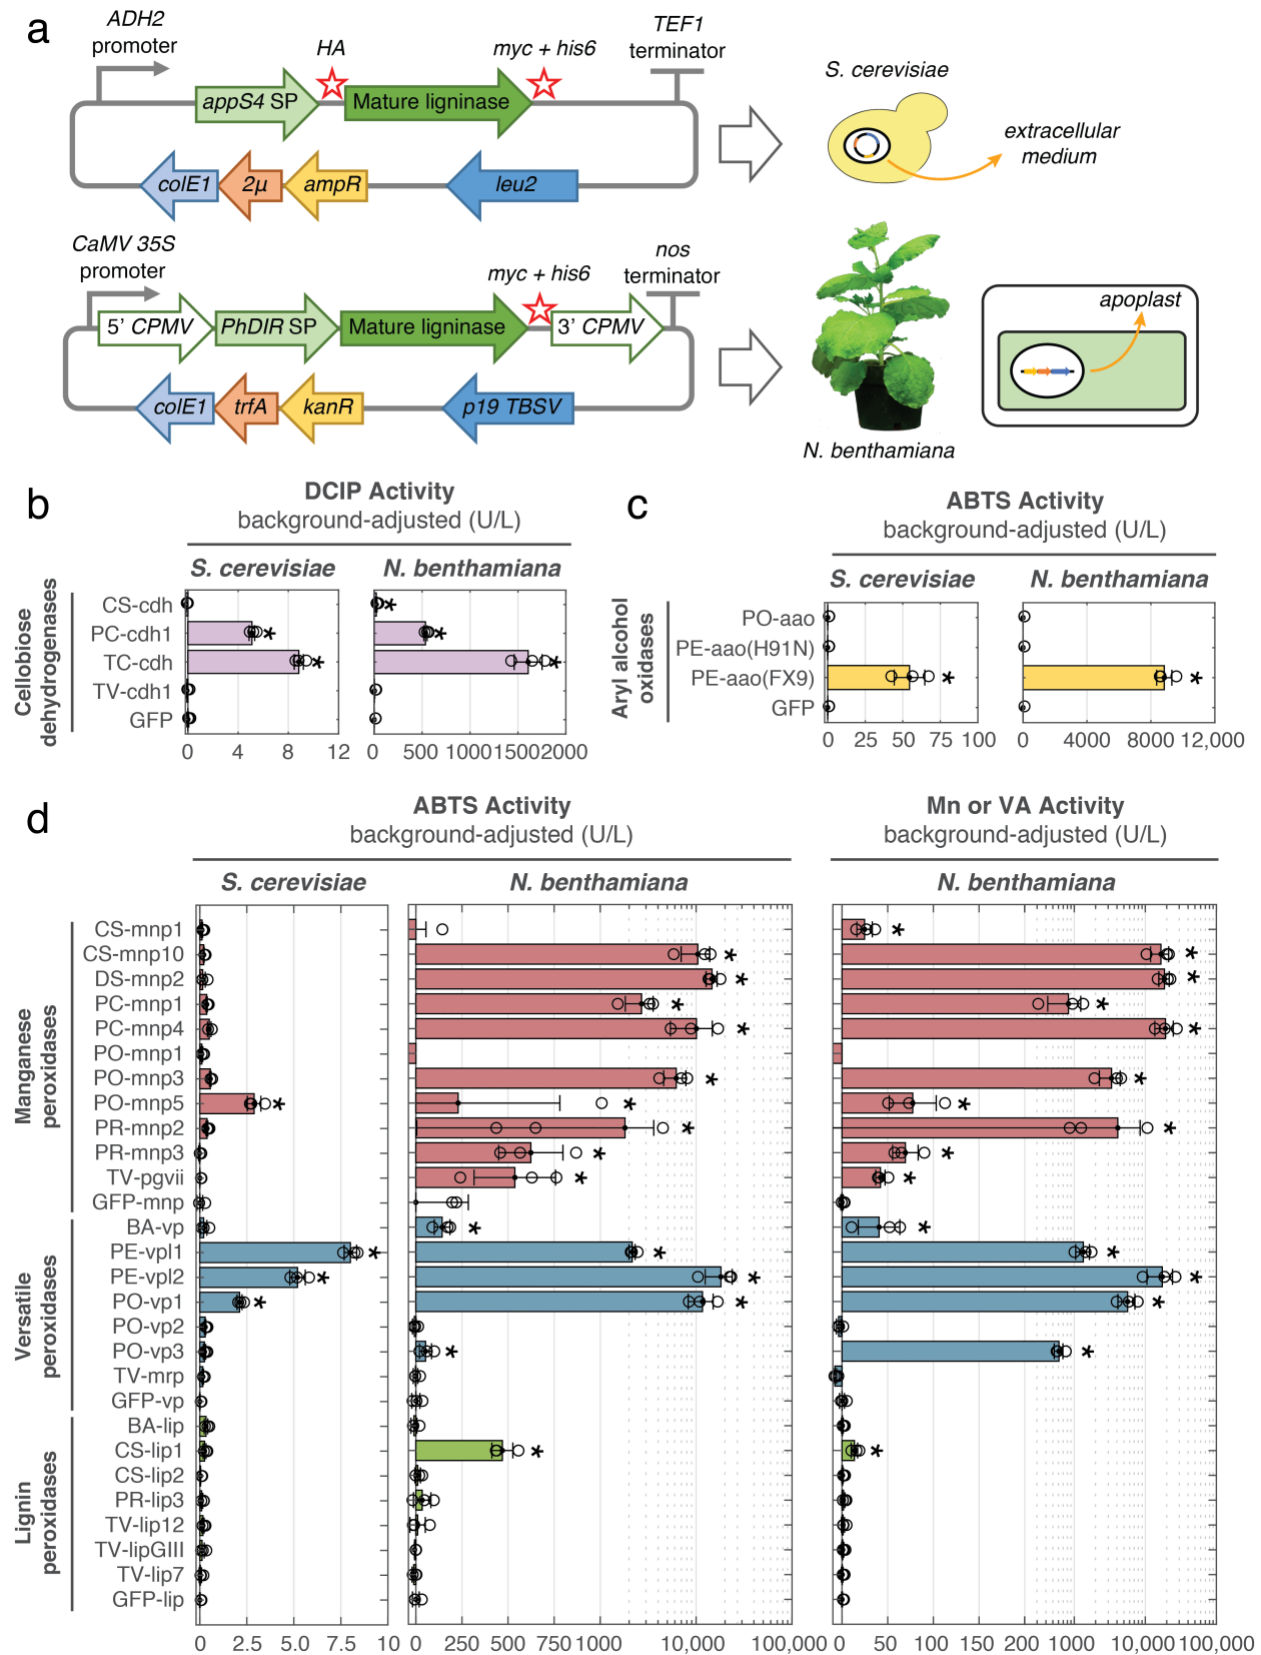 a
ADH2
promoter
HA
myc + his6
TEF1
terminator
appS4 SP
Mature ligninase
colE1
2μ
ampR
leu2
S. cerevisiae
extracellular
medium
CaMV 35S
promoter
myc + his6
nos
terminator
5' CPMV
PhDIR SP
Mature ligninase
3' CPMV
colE1
trfA
kanR
p19 TBSV
N. benthamiana
apoplast
b
DCIP Activity
background-adjusted (U/L)
S. cerevisiae
N. benthamiana
Cellobiose
dehydrogenases
CS-cdh
*
PC-cdh1
* *
TC-cdh
* *
TV-cdh1
GFP
0 4 8 12
0 500 1000 1500 2000
c
ABTS Activity
background-adjusted (U/L)
S. cerevisiae
N. benthamiana
Aryl alcohol
oxidases
PO-aao
PE-aao(H91N)
PE-aao(FX9)
* *
GFP
0 25 50 75 100
0 4000 8000 12,000
d
ABTS Activity
background-adjusted (U/L)
Mn or VA Activity
background-adjusted (U/L)
S. cerevisiae
N. benthamiana
N. benthamiana
Manganese
peroxidases
CS-mnp1
*
CS-mnp10
* *
DS-mnp2
* *
PC-mnp1
* *
PC-mnp4
* *
PO-mnp1
PO-mnp3
* *
PO-mnp5
* * *
PR-mnp2
* *
PR-mnp3
* *
TV-pgvii
* *
GFP-mnp
Versatile
peroxidases
BA-vp
* *
PE-vpl1
* * *
PE-vpl2
* * *
PO-vp1
* * *
PO-vp2
PO-vp3
* *
TV-mrp
GFP-vp
Lignin
peroxidases
BA-lip
CS-lip1
* *
CS-lip2
PR-lip3
TV-lip12
TV-lipGIII
TV-lip7
GFP-lip
0 2.5 5.0 7.5 10
0 250 500 750 1000 10,000 100,000
0 50 100 150 200 1000 10,000 100,000